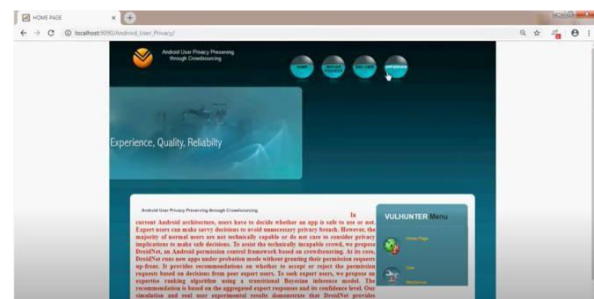 HOME PAGE
localhost:9090/Android_User_Privacy/
Android User Privacy Preserving
through Crowdsourcing
HOME
END USER
Experience, Quality, Reliabilty
Android User Privacy Preserving through Crowdsourcing
In
current Android architecture, users have to decide whether an app is safe to use or not.
Expert users can make savvy decisions to avoid unnecessary privacy breach. However, the
majority of normal users are not technically capable or do not care to consider privacy
implications to make safe decisions. To assist the technically incapable crowd, we propose
DroidNet, an Android permission control framework based on crowdsourcing. At its core,
DroidNet runs new apps under probation mode without granting their permission requests
up-front. It provides recommendations on whether to accept or reject the permission
requests based on decisions from peer expert users. To seek expert users, we propose an
expertise ranking algorithm using a transitional Bayesian inference model. The
recommendation is based on the aggregated expert responses and its confidence level. Our
simulation and real user experimental results demonstrate that DroidNet provides
VULHUNTER Menu
Home Page
User